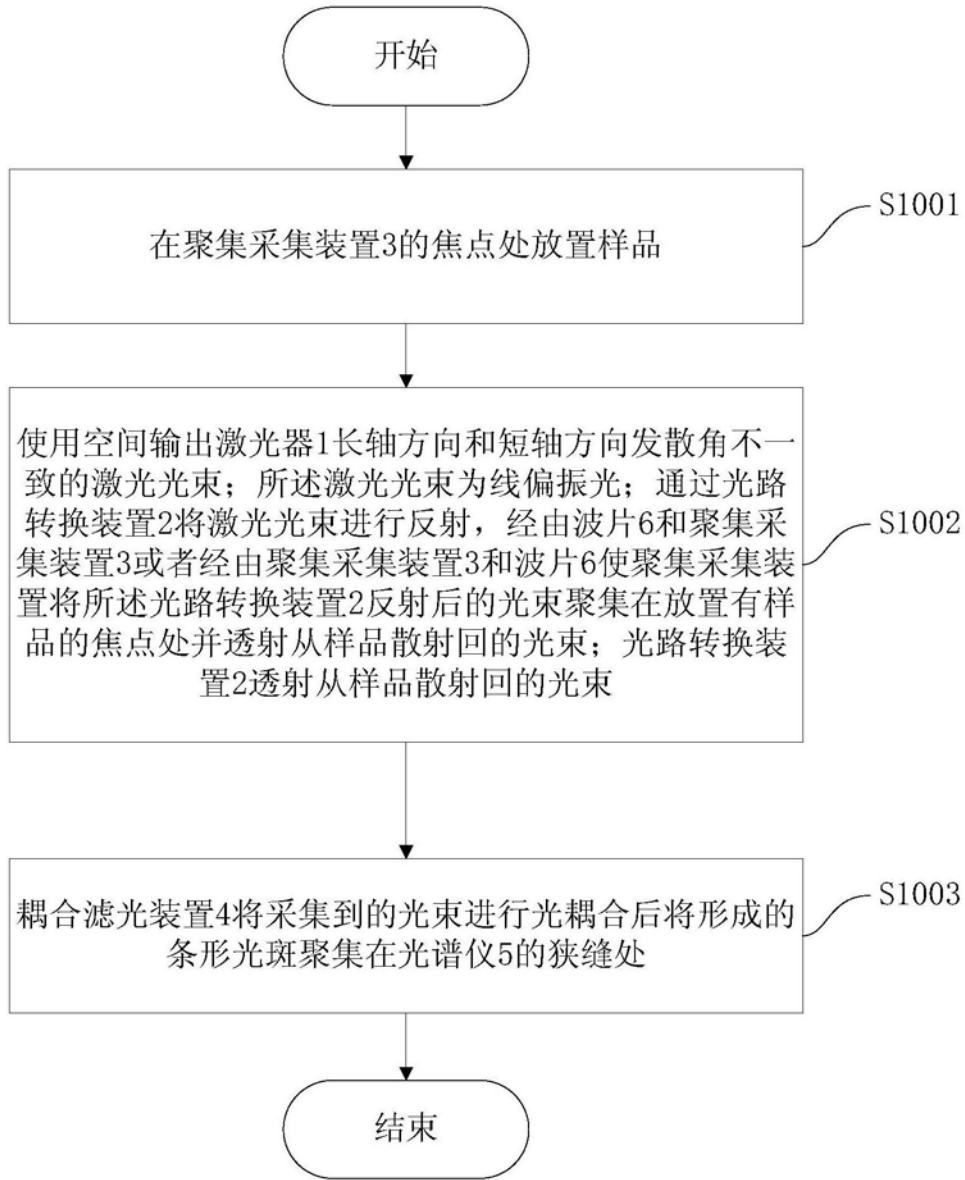 开始
在聚集采集装置3的焦点处放置样品
S1001
使用空间输出激光器1长轴方向和短轴方向发散角不一
致的激光光束；所述激光光束为线偏振光；通过光路
转换装置2将激光光束进行反射，经由波片6和聚集采
集装置3或者经由聚集采集装置3和波片6使聚集采集装
置将所述光路转换装置2反射后的光束聚集在放置有样
品的焦点处并透射从样品散射回的光束；光路转换装
置2透射从样品散射回的光束
S1002
耦合滤光装置4将采集到的光束进行光耦合后将形成的
条形光斑聚集在光谱仪5的狭缝处
S1003
结束